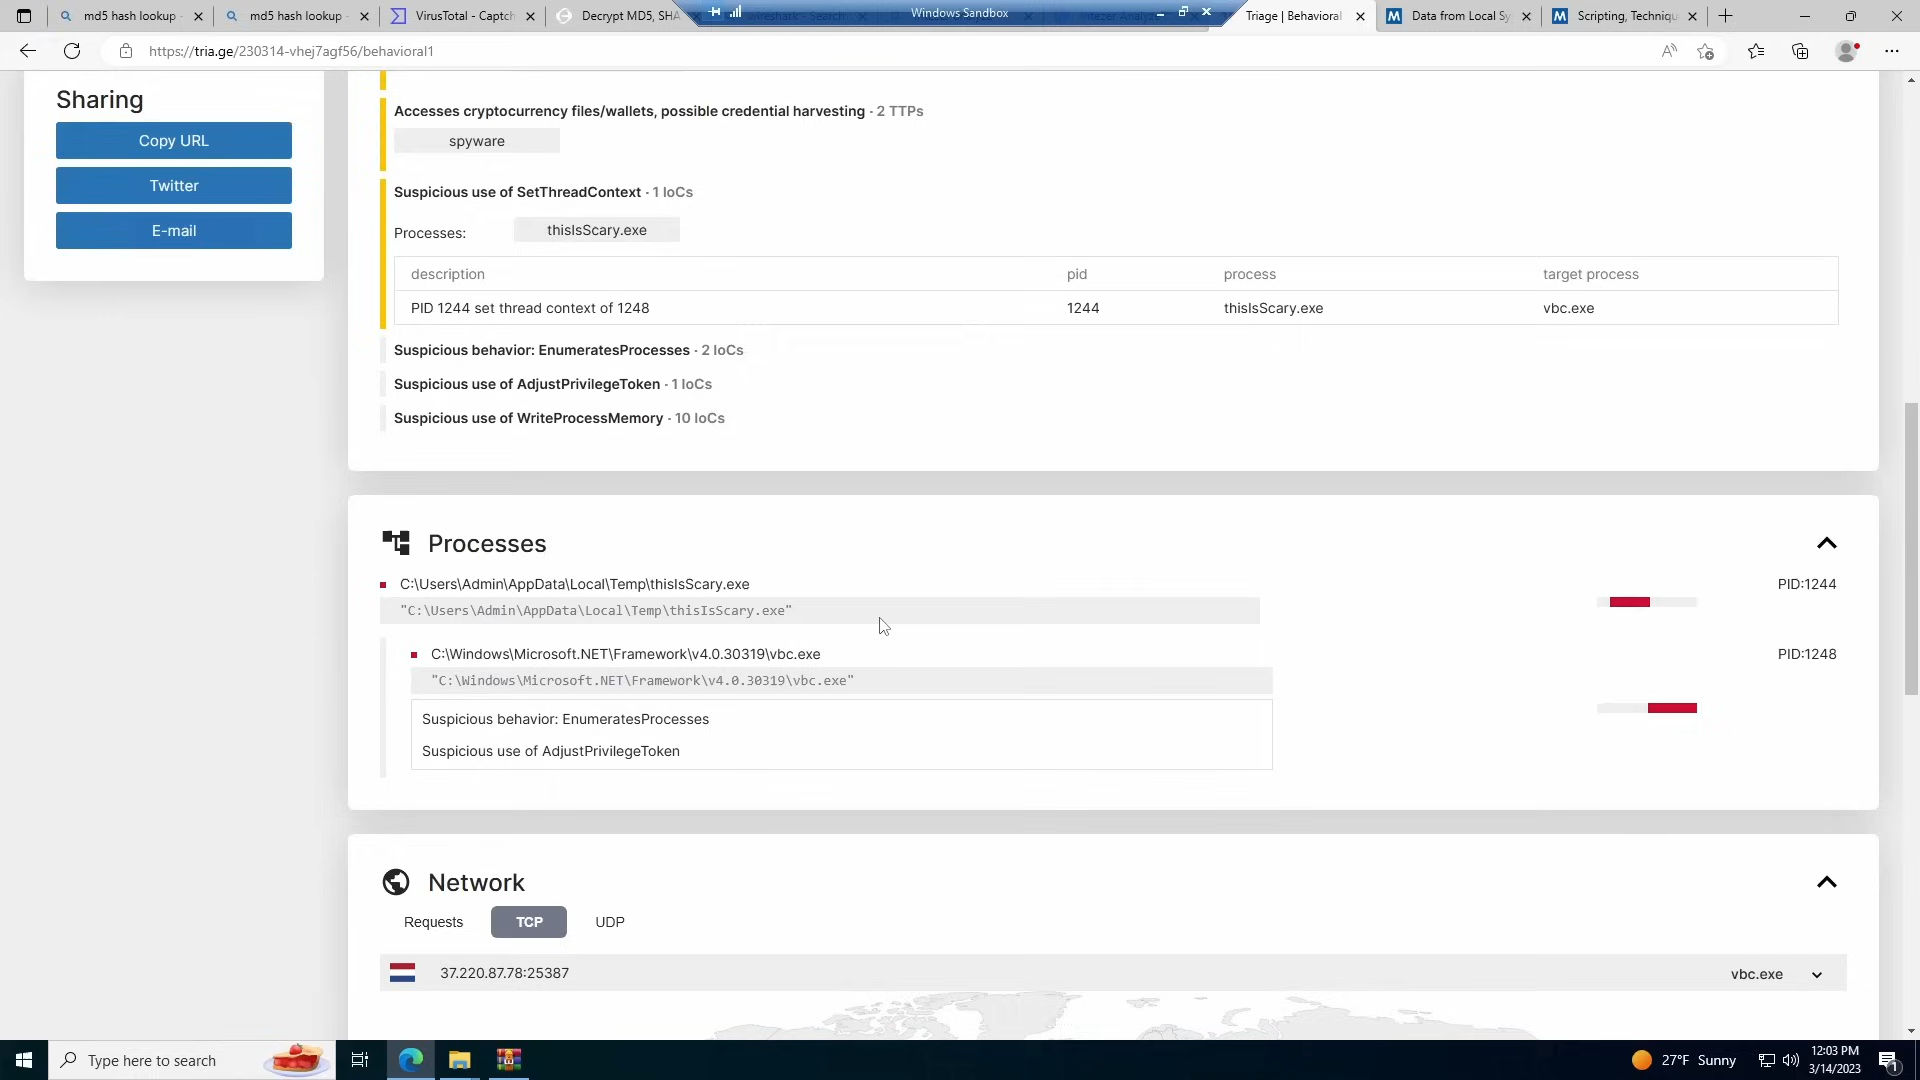 md5 hash lookup -
md5 hash lookup -
VirusTotal - Captch
Decrypt MD5, SHA
Windows Sandbox
Triage | Behavioral
Data from Local Sy
Scripting, Techniqu
https://tria.ge/230314-vhej7agf56/behavioral1
Sharing
Copy URL
Twitter
E-mail
Accesses cryptocurrency files/wallets, possible credential harvesting · 2 TTPs
spyware
Suspicious use of SetThreadContext · 1 IoCs
Processes: thisIsScary.exe
description pid process target process
PID 1244 set thread context of 1248 1244 thisIsScary.exe vbc.exe
Suspicious behavior: EnumeratesProcesses · 2 IoCs
Suspicious use of AdjustPrivilegeToken · 1 IoCs
Suspicious use of WriteProcessMemory · 10 IoCs
Processes
C:\Users\Admin\AppData\Local\Temp\thisIsScary.exe PID:1244
"C:\Users\Admin\AppData\Local\Temp\thisIsScary.exe"
C:\Windows\Microsoft.NET\Framework\v4.0.30319\vbc.exe PID:1248
"C:\Windows\Microsoft.NET\Framework\v4.0.30319\vbc.exe"
Suspicious behavior: EnumeratesProcesses
Suspicious use of AdjustPrivilegeToken
Network
Requests TCP UDP
37.220.87.78:25387 vbc.exe
Type here to search
27°F Sunny
12:03 PM
3/14/2023
1